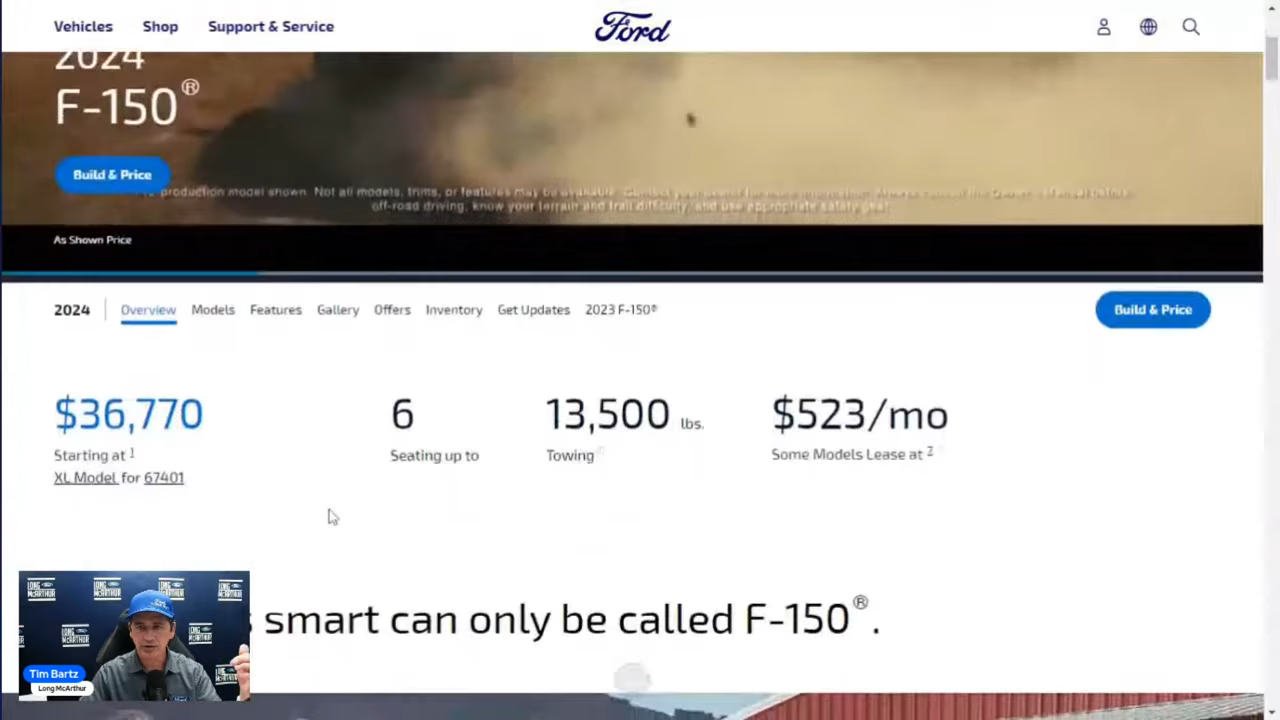 Vehicles Shop Support & Service Ford
2024
F-150®
Build & Price
production model shown. Not all models, trims, or features may be available.
off-road driving, know your terrain and trail difficulty, and use appropriate safety gear.
As Shown Price
2024 Overview Models Features Gallery Offers Inventory Get Updates 2023 F-150® Build & Price
$36,770 6 13,500 lbs. $523/mo
Starting at 1 Seating up to Towing Some Models Lease at 2
XL Model for 67401
smart can only be called F-150®.
LONG McARTHUR
Tim Bartz
Long McArthur